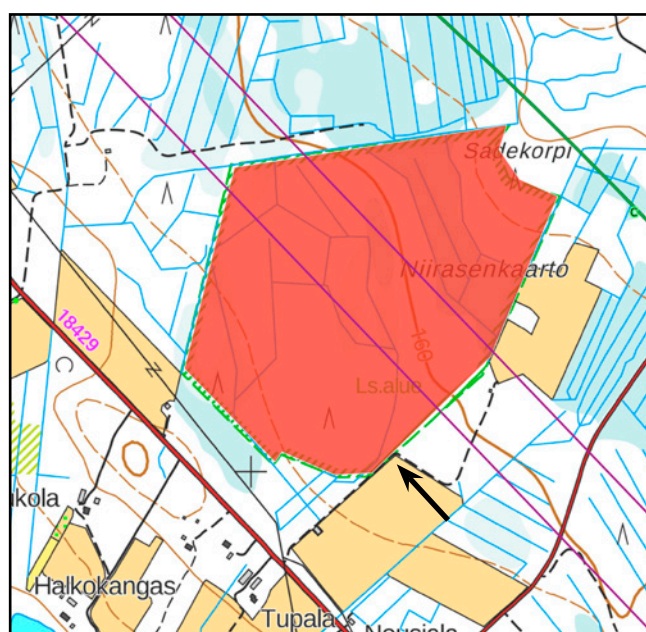 Sadekorpi
Niirasenkaarto
18429
160
Ls.alue
Halkokangas
Tupala